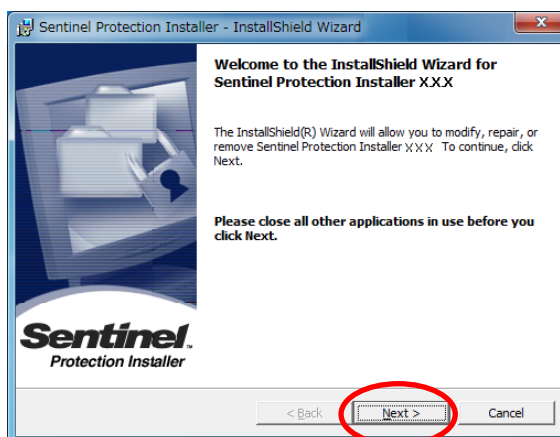 Sentinel Protection Installer - InstallShield Wizard
Welcome to the InstallShield Wizard for
Sentinel Protection Installer X.X.X
The InstallShield(R) Wizard will allow you to modify, repair, or
remove Sentinel Protection Installer X.X.X To continue, click
Next.
Please close all other applications in use before you
click Next.
Sentinel™
Protection Installer
< Back
Next >
Cancel